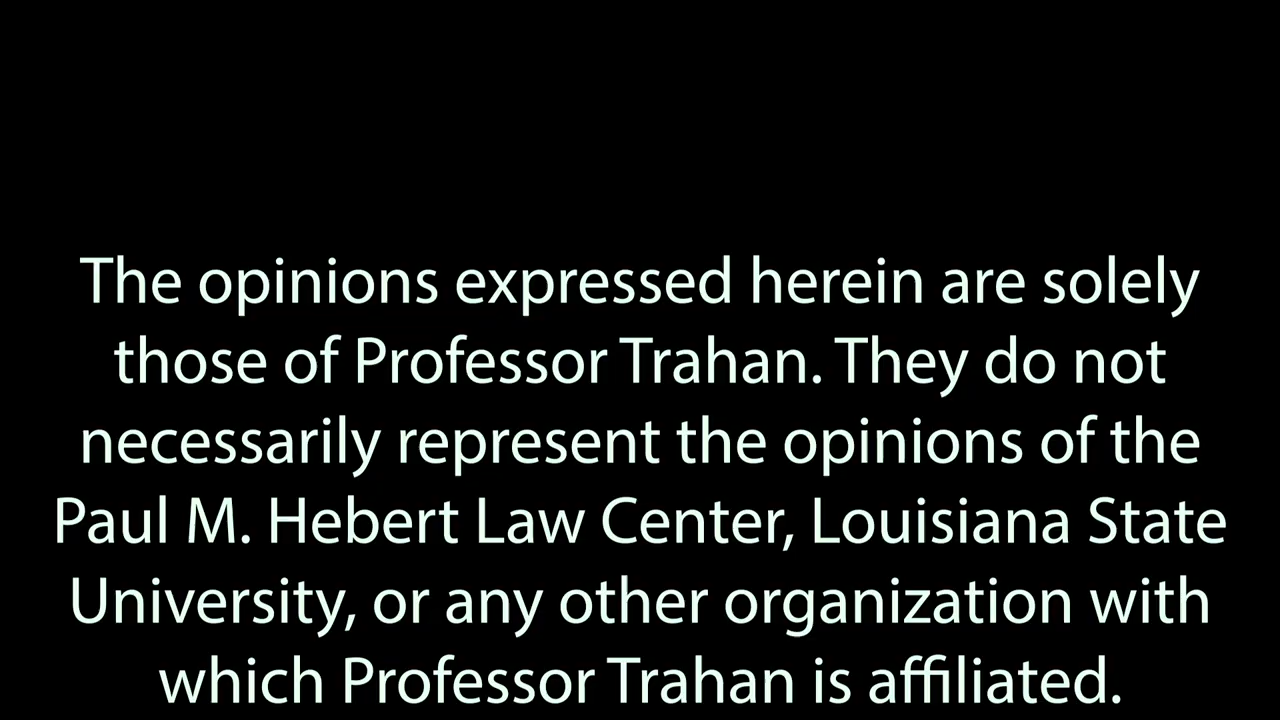 The opinions expressed herein are solely
those of Professor Trahan. They do not
necessarily represent the opinions of the
Paul M. Hebert Law Center, Louisiana State
University, or any other organization with
which Professor Trahan is affiliated.